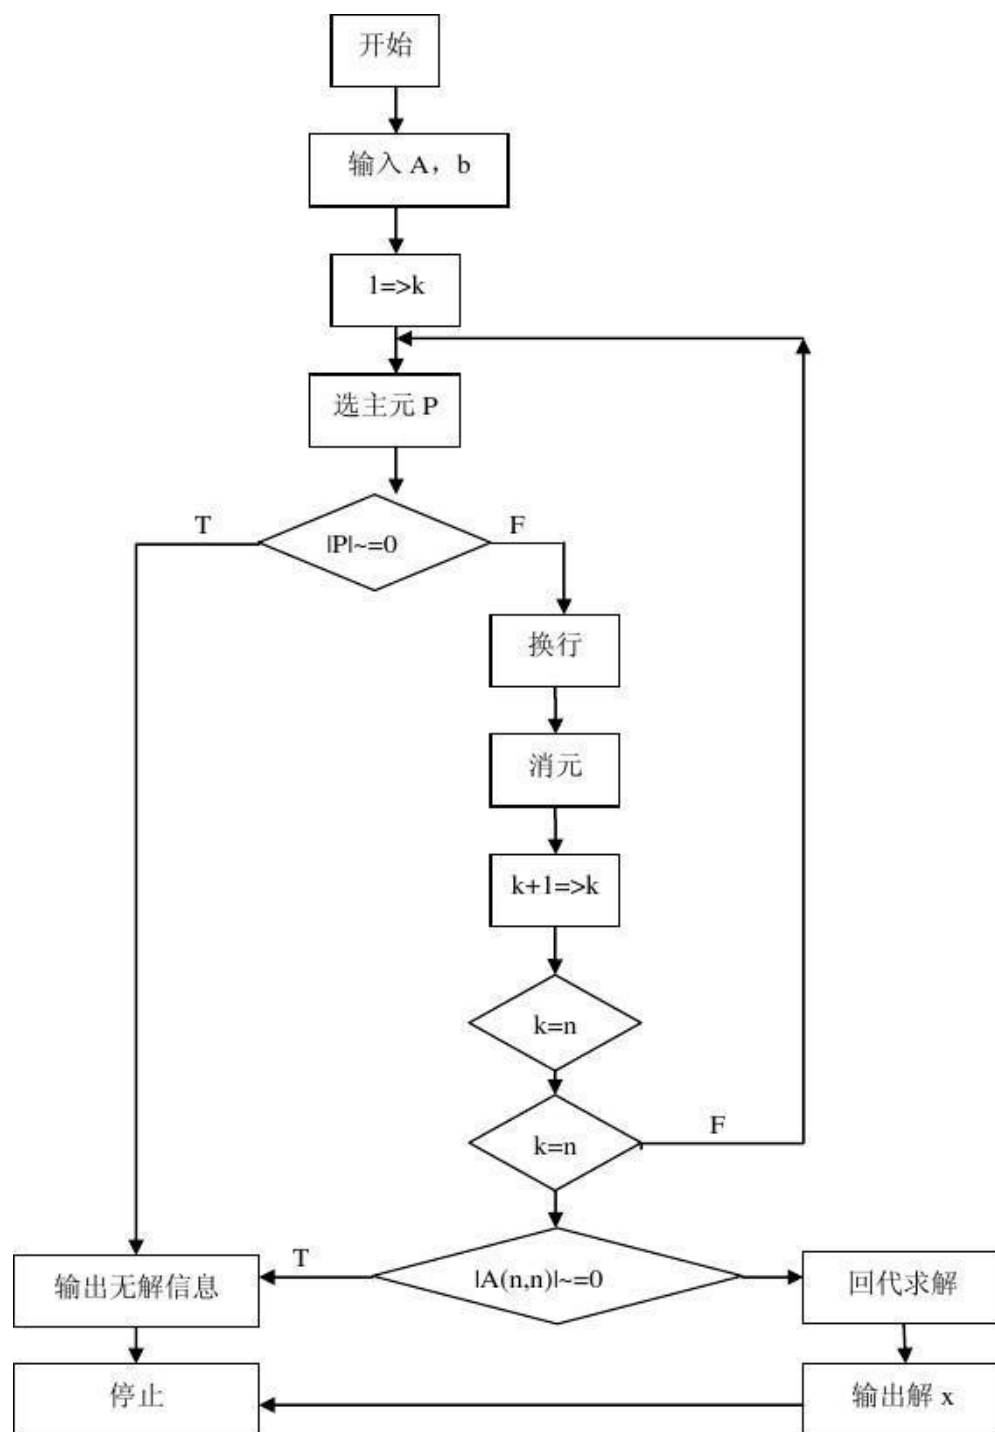 开始
输入 A，b
1=>k
选主元 P
T
F
|P|~=0
换行
消元
k+1=>k
k=n
k=n
F
T
|A(n,n)|~=0
输出无解信息
回代求解
停止
输出解 x